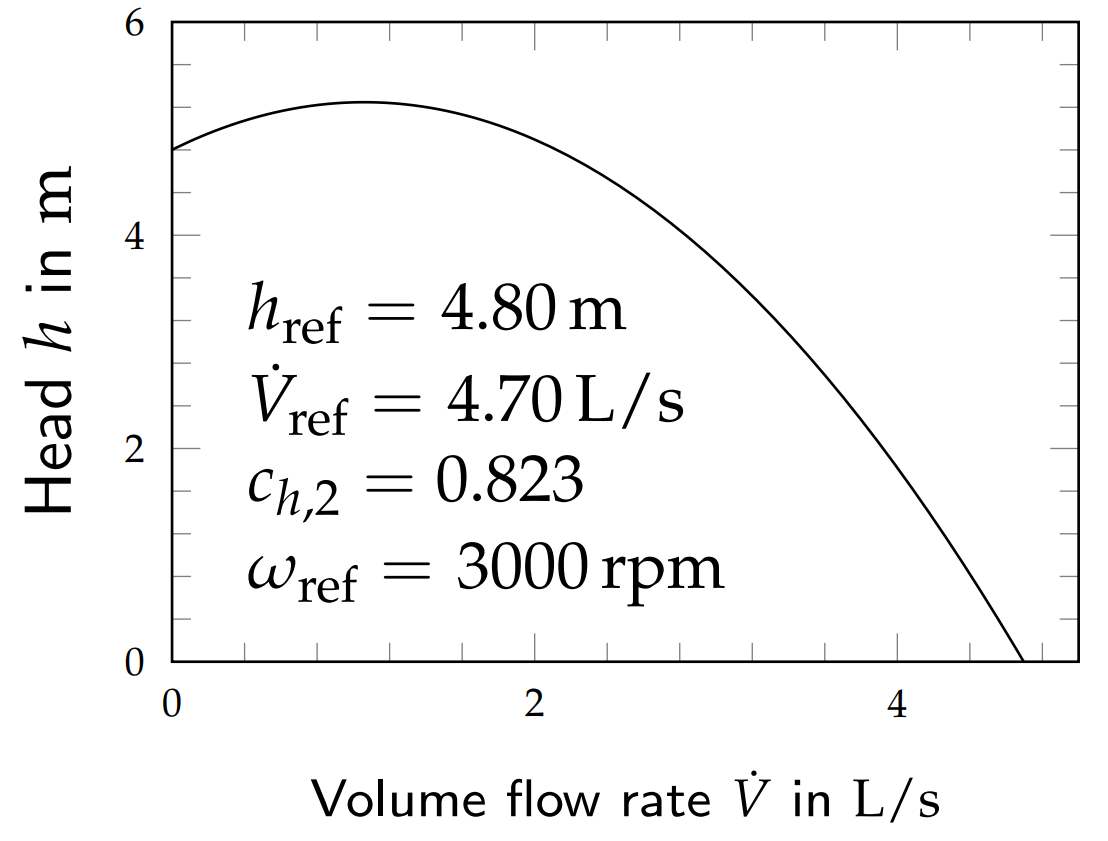 6
4
2
0
0 2 4
Head h in m
h_ref = 4.80 m
V̇_ref = 4.70 L/s
c_h,2 = 0.823
ω_ref = 3000 rpm
Volume flow rate V̇ in L/s